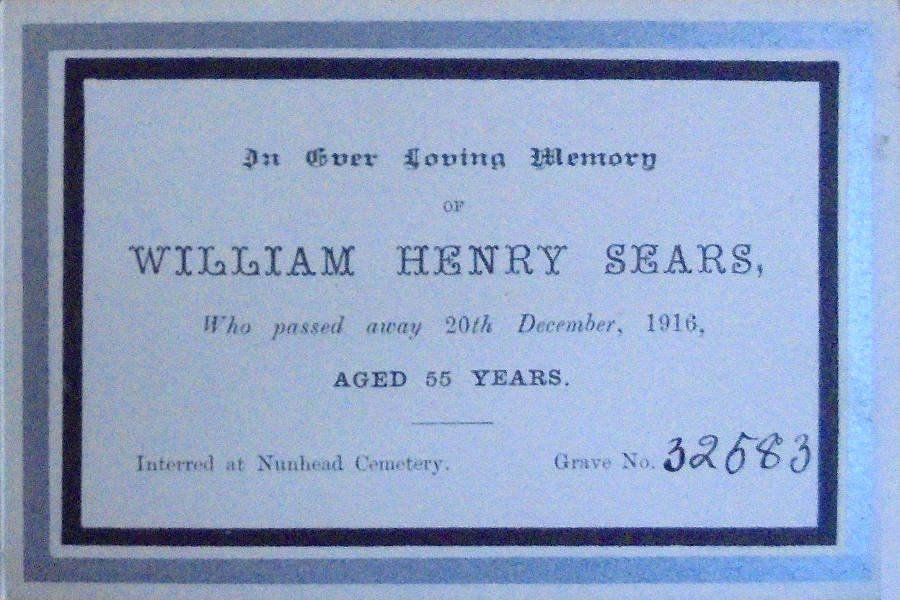 In Ever Loving Memory
OF
WILLIAM HENRY SEARS,
Who passed away 20th December, 1916,
AGED 55 YEARS.
Interred at Nunhead Cemetery. Grave No. 32583